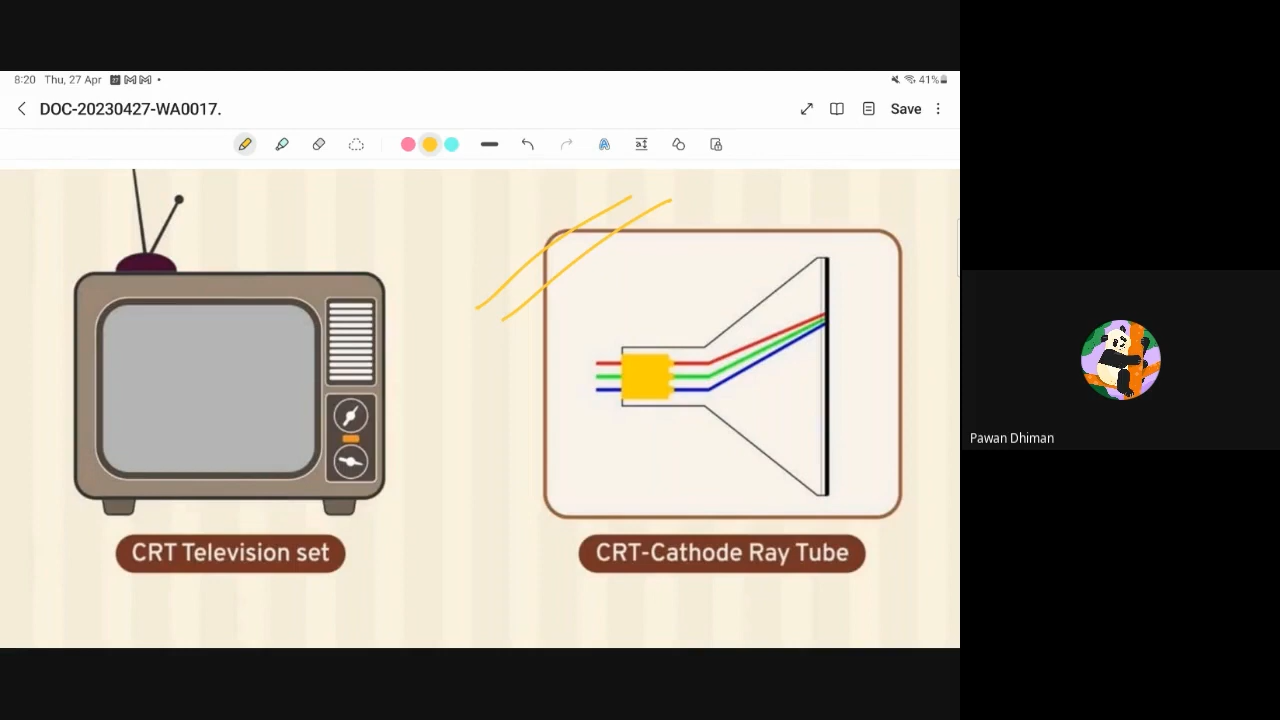 8:20 Thu, 27 Apr 41%
DOC-20230427-WA0017.
Save
CRT Television set
CRT-Cathode Ray Tube
Pawan Dhiman